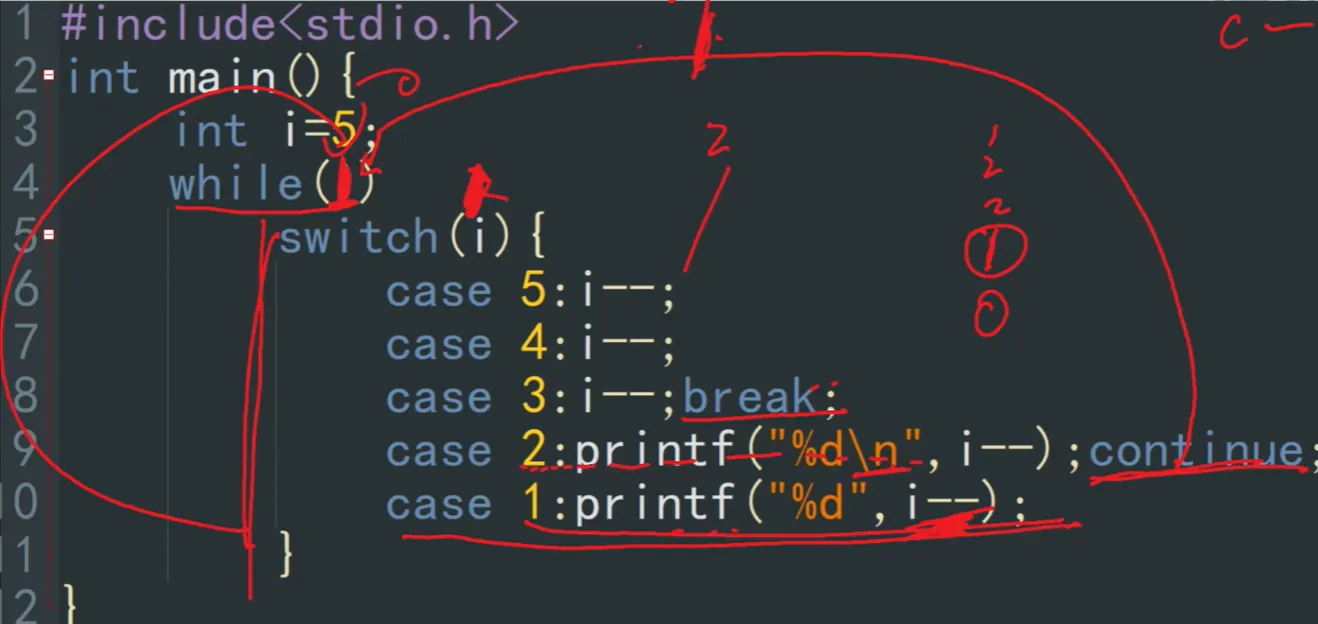 1 #include<stdio.h>
2 int main() { 0
3 int i=5;
4 while(i)
5 switch(i) {
6 case 5:i--;
7 case 4:i--;
8 case 3:i--;break;
9 case 2:printf("%d\n", i--);continue;
10 case 1:printf("%d", i--);
11 }
12 }
C
2
1
2
2
1
0